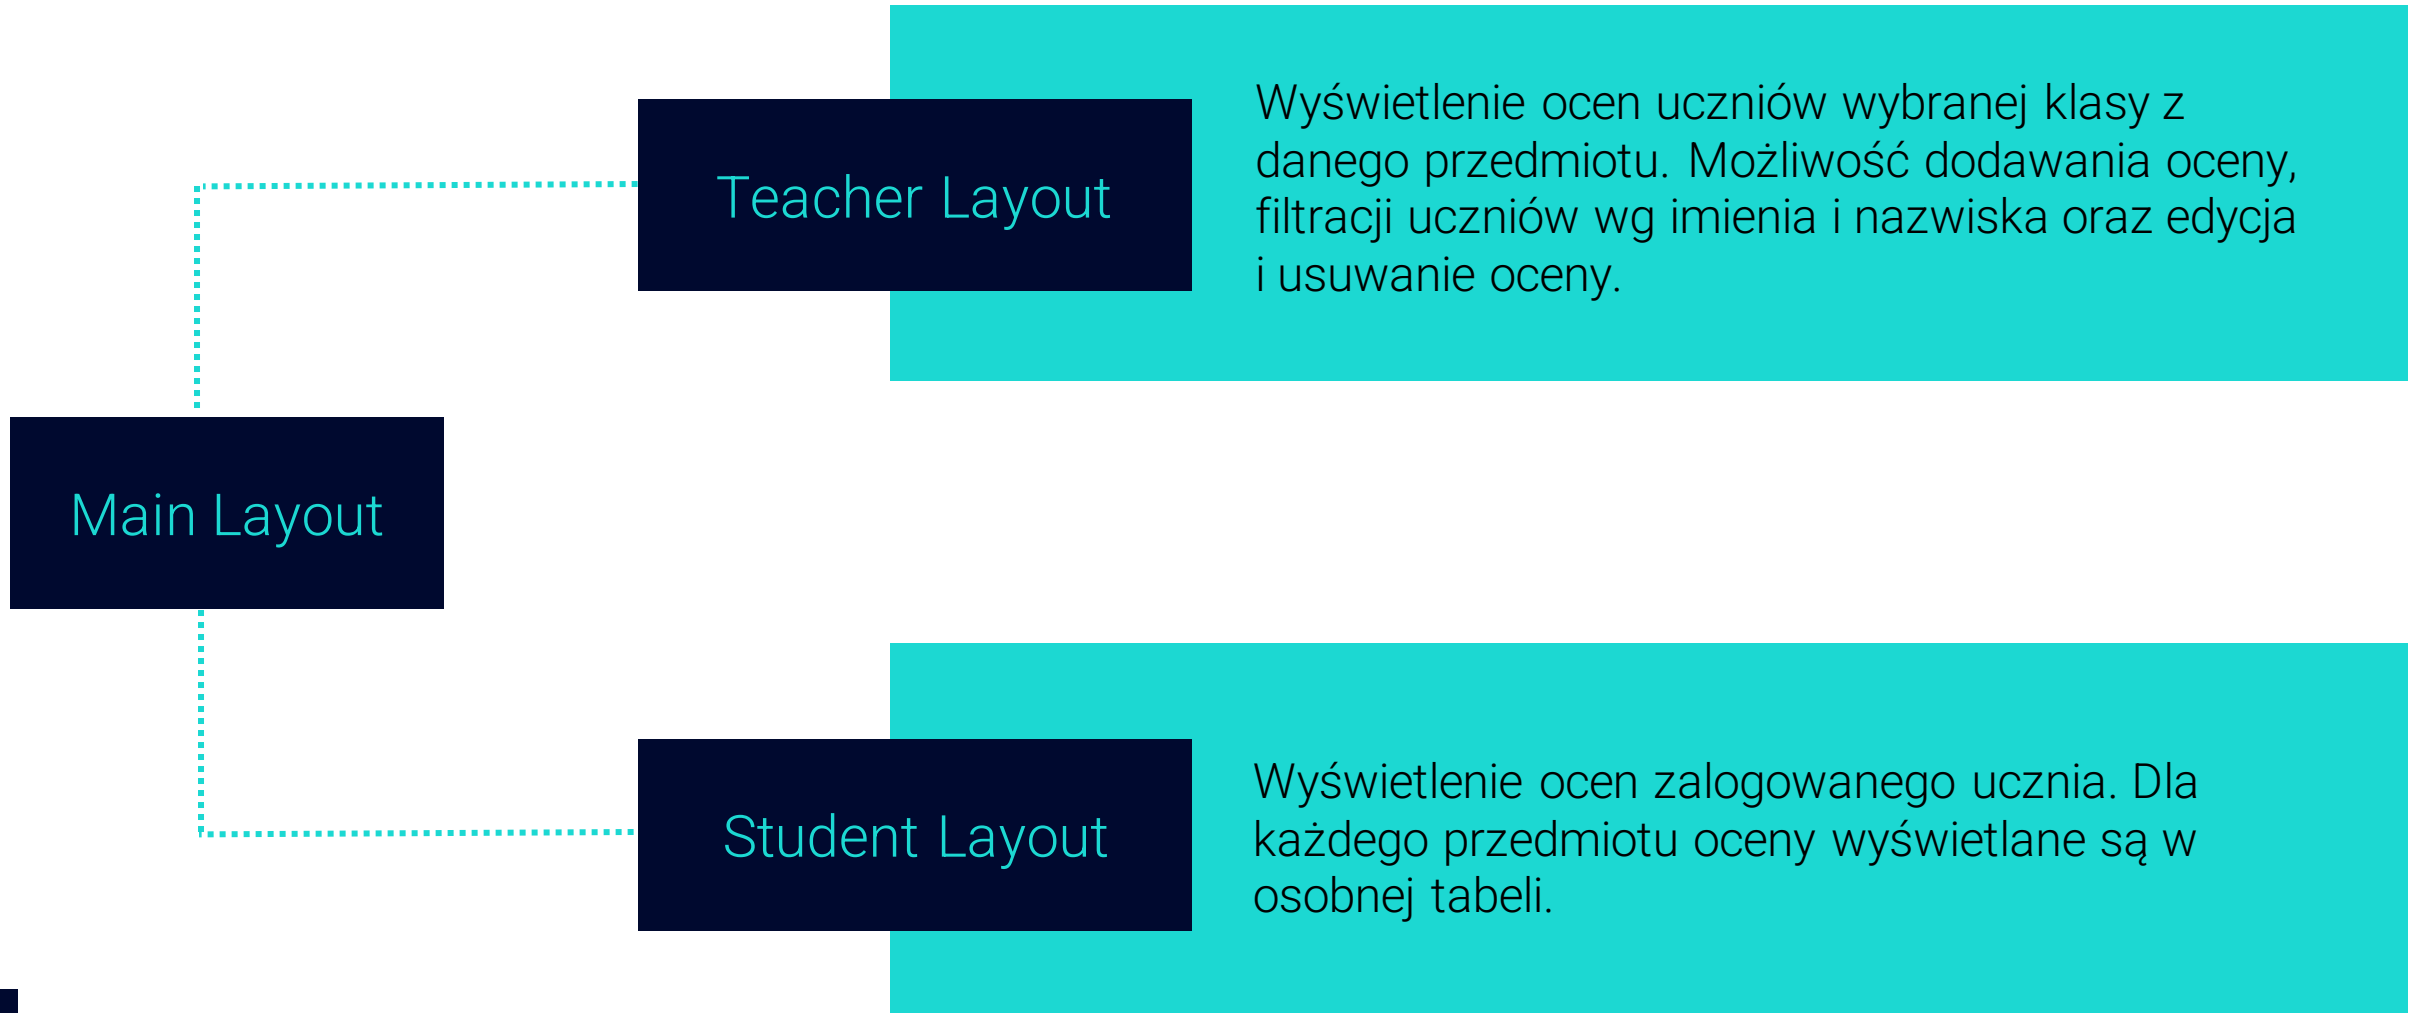 Teacher Layout
Wyświetlenie ocen uczniów wybranej klasy z
danego przedmiotu. Możliwość dodawania oceny,
filtracji uczniów wg imienia i nazwiska oraz edycja
i usuwanie oceny.
Main Layout
Student Layout
Wyświetlenie ocen zalogowanego ucznia. Dla
każdego przedmiotu oceny wyświetlane są w
osobnej tabeli.